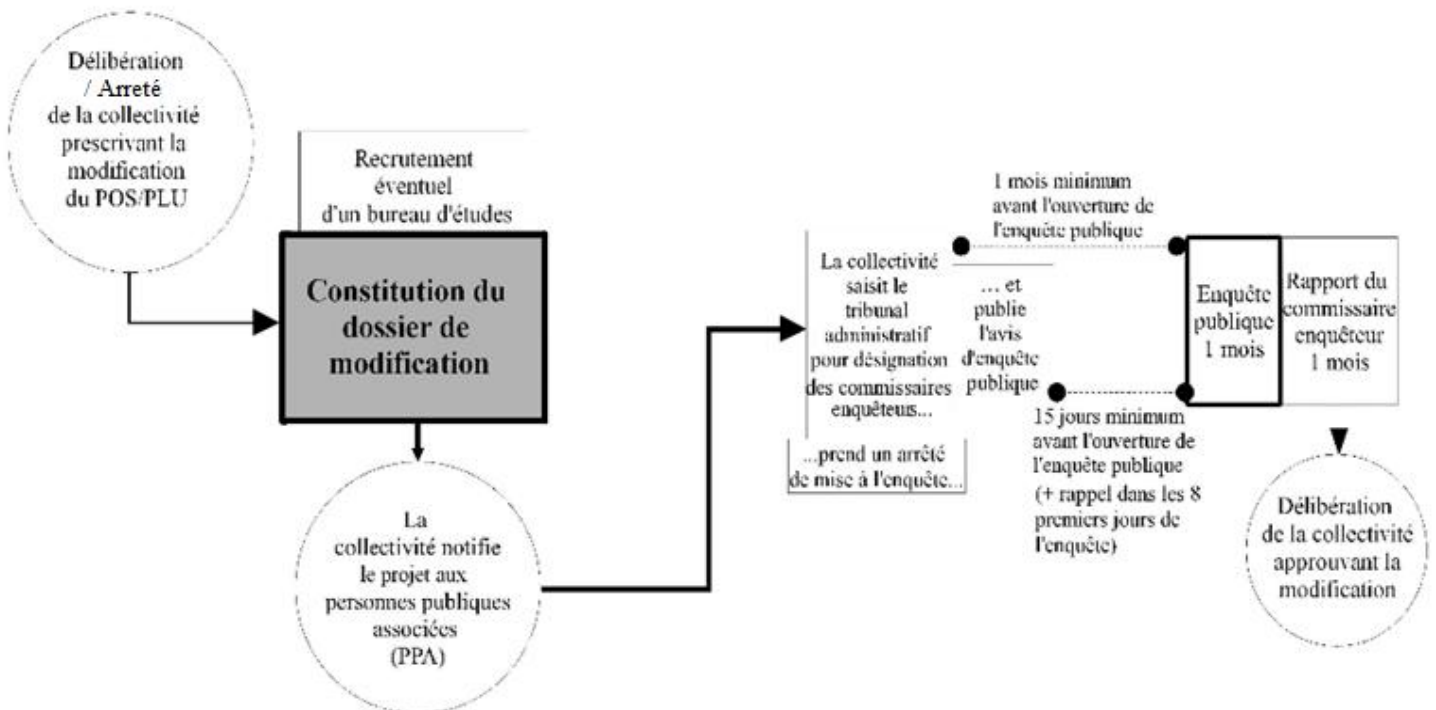 Délibération
/ Arreté
de la collectivité
prescrivant la
modification
du POS/PLU
Recrutement
éventuel
d'un bureau d'études
Constitution du
dossier de
modification
La
collectivité notifie
le projet aux
personnes publiques
associées
(PPA)
La collectivité
saisit le
tribunal
administratif
pour désignation
des commissaires
enquêteurs...
...prend un arrêté
de mise à l'enquête...
... et
publie
l'avis
d'enquête
publique
1 mois minimum
avant l'ouverture de
l'enquête publique
15 jours minimum
avant l'ouverture de
l'enquête publique
(+ rappel dans les 8
premiers jours de
l'enquête)
Enquête
publique
1 mois
Rapport du
commissaire
enquêteur
1 mois
Délibération
de la collectivité
approuvant la
modification